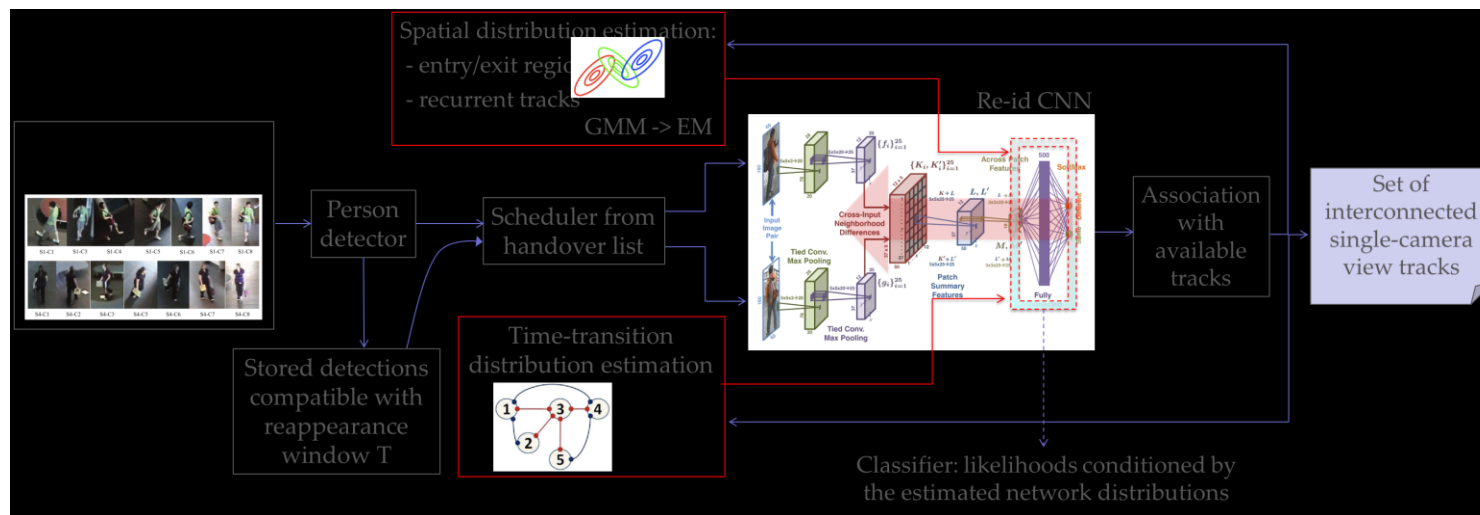 Spatial distribution estimation:
- entry/exit regio
- recurrent tracks
GMM -> EM
Re-id CNN
S1-C1 S1-C3 S1-C4 S1-C5 S1-C6 S1-C7 S1-C8
S4-C1 S4-C2 S4-C3 S4-C4 S4-C5 S4-C6 S4-C7 S4-C8
Person
detector
Scheduler from
handover list
Stored detections
compatible with
reappearance
window T
Time-transition
distribution estimation
1 3 4
2
5
Input
Image
Pair
Tied Conv.
Max Pooling
Tied Conv.
Max Pooling
Cross-Input
Neighborhood
Differences
Patch
Summary
Features
Across Patch
Features
500
SoftMax
Fully
Association
with
available
tracks
Set of
interconnected
single-camera
view tracks
Classifier: likelihoods conditioned by
the estimated network distributions